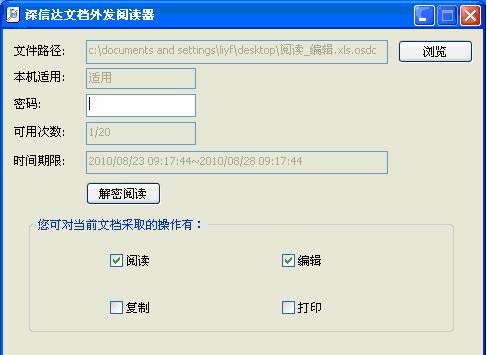 深信达文档外发阅读器
文件路径: c:\documents and settings\liyf\desktop\阅读_编辑.xls.osdc 浏览
本机适用: 适用
密码:
可用次数: 1/20
时间期限: 2010/08/23 09:17:44~2010/08/28 09:17:44
解密阅读
您可对当前文档采取的操作有：
阅读 编辑
复制 打印